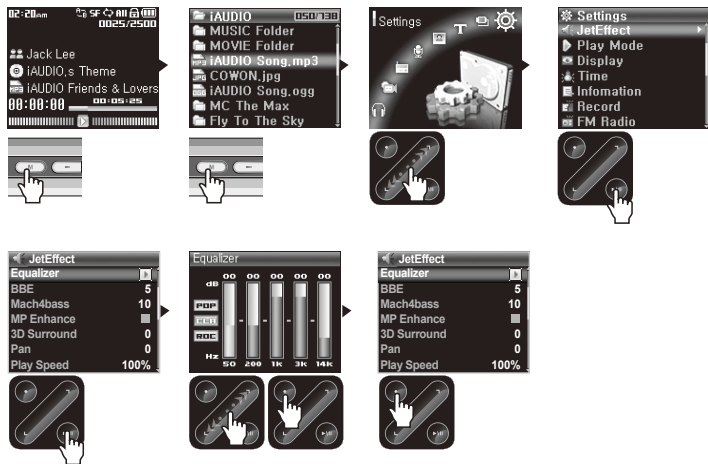 02:20am SF All
0025/2500
Jack Lee
iAUDIO,s Theme
iAUDIO Friends & Lovers
00:00:00 00:05:25
M
iAUDIO 050/138
MUSIC Folder
MOVIE Folder
iAUDIO Song.mp3
COWON.jpg
iAUDIO Song.ogg
MC The Max
Fly To The Sky
M
Settings
Settings
JetEffect
Play Mode
Display
Time
Infomation
Record
FM Radio
JetEffect
Equalizer
BBE 5
Mach4bass 10
MP Enhance
3D Surround 0
Pan 0
Play Speed 100%
Equalizer
00 00 00 00 00
dB
POP
CLA
ROC
Hz
50 200 1k 3k 14k
JetEffect
Equalizer
BBE 5
Mach4bass 10
MP Enhance
3D Surround 0
Pan 0
Play Speed 100%